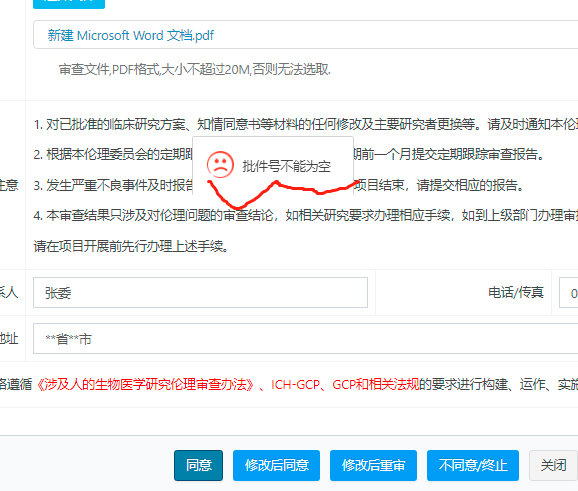 新建 Microsoft Word 文档.pdf
审查文件,PDF格式,大小不超过20M,否则无法选取.
1. 对已批准的临床研究方案、知情同意书等材料的任何修改及主要研究者更换等。请及时通知本伦
2. 根据本伦理委员会的定期跟
期前一个月提交定期跟踪审查报告。
批件号不能为空
注意
3. 发生严重不良事件及时报告
项目结束，请提交相应的报告。
4. 本审查结果只涉及对伦理问题的审查结论，如相关研究要求办理相应手续，如到上级部门办理审
请在项目开展前先行办理上述手续。
系人
张委
电话/传真
0
地址
**省**市
格遵循《涉及人的生物医学研究伦理审查办法》、ICH-GCP、GCP和相关法规的要求进行构建、运作、实施
同意
修改后同意
修改后重审
不同意/终止
关闭